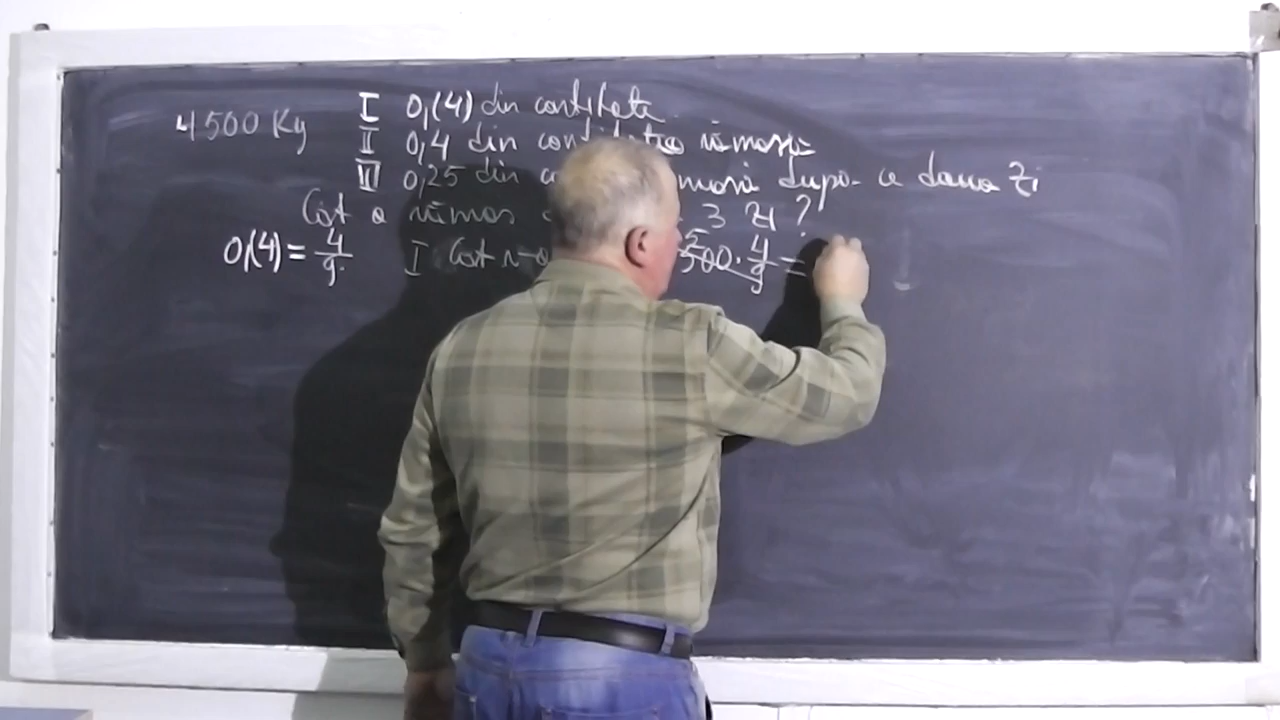 4500 Kg
I 0,(4) din cantitate
II 0,4 din rămasă
III 0,25 din după ce doua zi
Cât a rămas 3 zi ?
0,(4) = 4/9 I Cât 500 · 4/9 =